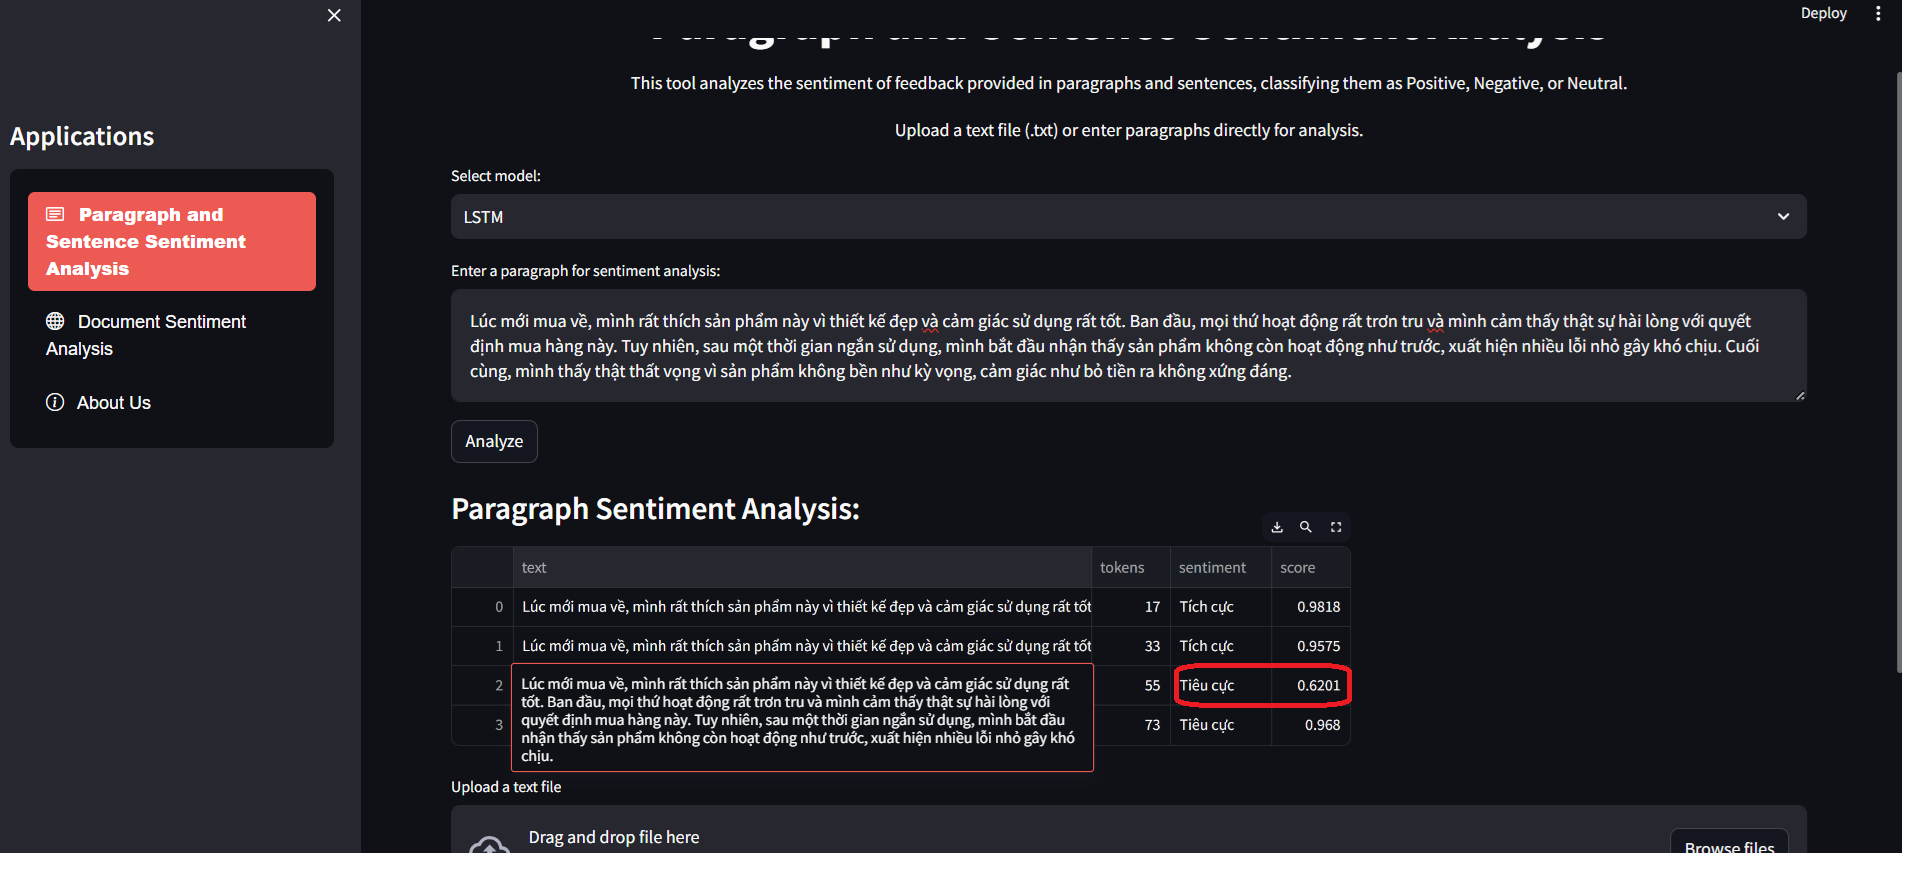 Deploy
Paragraph and Sentence Sentiment Analysis
This tool analyzes the sentiment of feedback provided in paragraphs and sentences, classifying them as Positive, Negative, or Neutral.
Upload a text file (.txt) or enter paragraphs directly for analysis.
Applications
Paragraph and
Sentence Sentiment
Analysis
Document Sentiment
Analysis
About Us
Select model:
LSTM
Enter a paragraph for sentiment analysis:
Lúc mới mua về, mình rất thích sản phẩm này vì thiết kế đẹp và cảm giác sử dụng rất tốt. Ban đầu, mọi thứ hoạt động rất trơn tru và mình cảm thấy thật sự hài lòng với quyết
định mua hàng này. Tuy nhiên, sau một thời gian ngắn sử dụng, mình bắt đầu nhận thấy sản phẩm không còn hoạt động như trước, xuất hiện nhiều lỗi nhỏ gây khó chịu. Cuối
cùng, mình thấy thật thất vọng vì sản phẩm không bền như kỳ vọng, cảm giác như bỏ tiền ra không xứng đáng.
Analyze
Paragraph Sentiment Analysis:
text tokens sentiment score
0 Lúc mới mua về, mình rất thích sản phẩm này vì thiết kế đẹp và cảm giác sử dụng rất tốt 17 Tích cực 0.9818
1 Lúc mới mua về, mình rất thích sản phẩm này vì thiết kế đẹp và cảm giác sử dụng rất tốt 33 Tích cực 0.9575
2 55 Tiêu cực 0.6201
3 73 Tiêu cực 0.968
Lúc mới mua về, mình rất thích sản phẩm này vì thiết kế đẹp và cảm giác sử dụng rất
tốt. Ban đầu, mọi thứ hoạt động rất trơn tru và mình cảm thấy thật sự hài lòng với
quyết định mua hàng này. Tuy nhiên, sau một thời gian ngắn sử dụng, mình bắt đầu
nhận thấy sản phẩm không còn hoạt động như trước, xuất hiện nhiều lỗi nhỏ gây khó
chịu.
Upload a text file
Drag and drop file here
Browse files